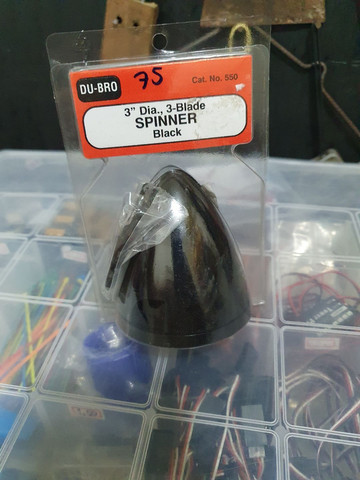 DU-BRO
75
Cat. No. 550
3" Dia., 3-Blade
SPINNER
Black